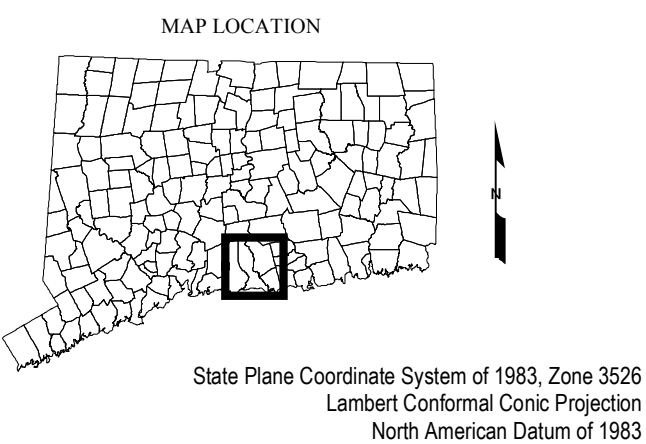 MAP LOCATION
N
State Plane Coordinate System of 1983, Zone 3526
Lambert Conformal Conic Projection
North American Datum of 1983